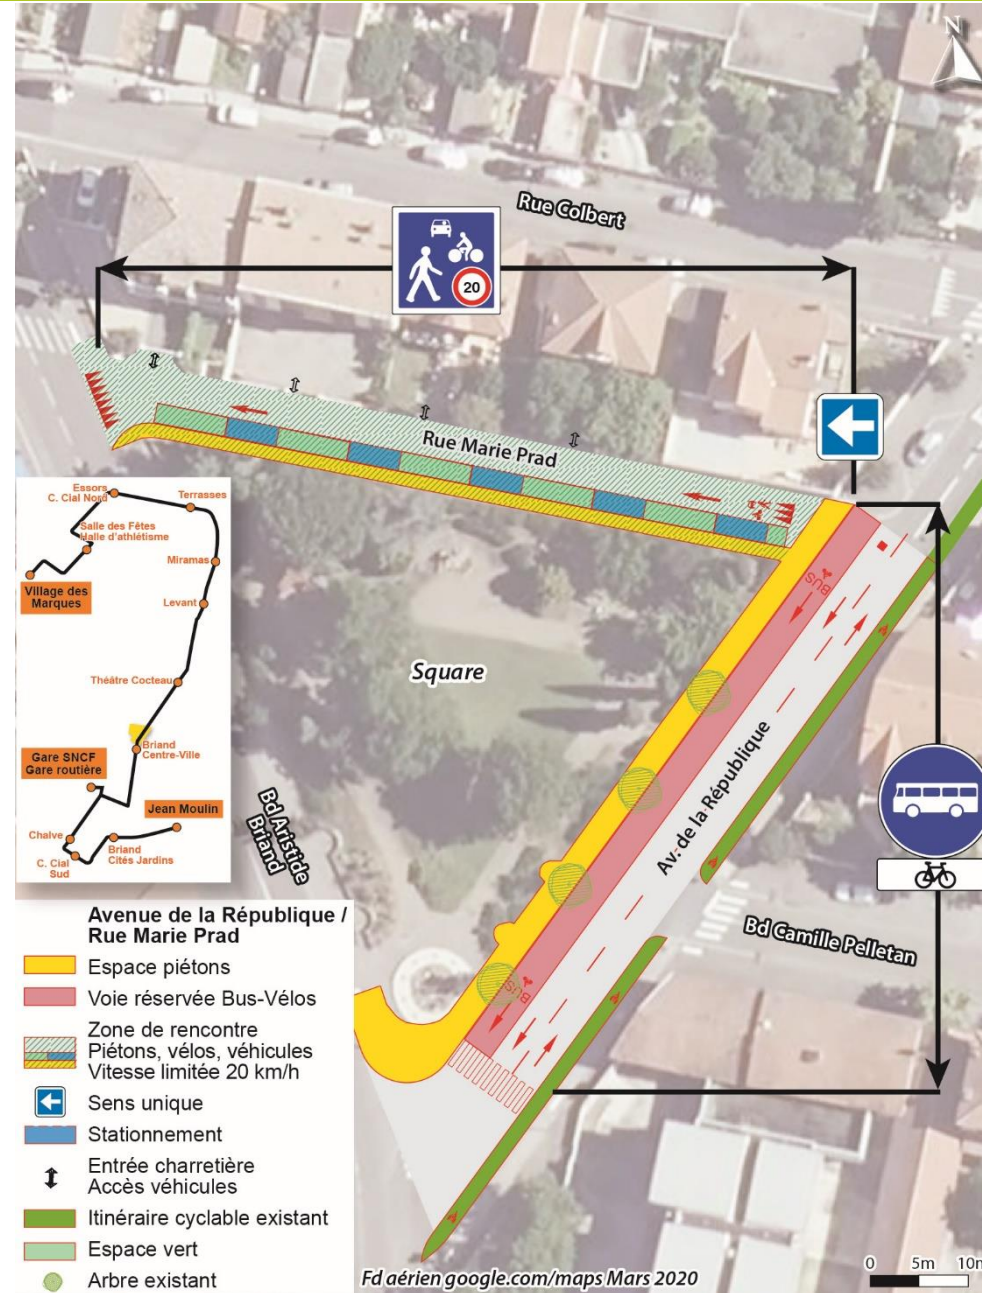 N
Rue Colbert
20
Rue Marie Prad
Essors
C. Cial Nord
Terrasses
Salle des Fêtes
Halle d'athlétisme
Miramas
Village des
Marques
Levant
Théâtre Cocteau
Briand
Centre-Ville
Gare SNCF
Gare routière
Jean Moulin
Chalve
Briand
Cités Jardins
C. Cial
Sud
Square
BUS
Av. de la République
Bd Aristide
Briand
Bd Camille Pelletan
BUS
Avenue de la République /
Rue Marie Prad
Espace piétons
Voie réservée Bus-Vélos
Zone de rencontre
Piétons, vélos, véhicules
Vitesse limitée 20 km/h
Sens unique
Stationnement
Entrée charretière
Accès véhicules
Itinéraire cyclable existant
Espace vert
Arbre existant
Fd aérien google.com/maps Mars 2020
0 5m 10m